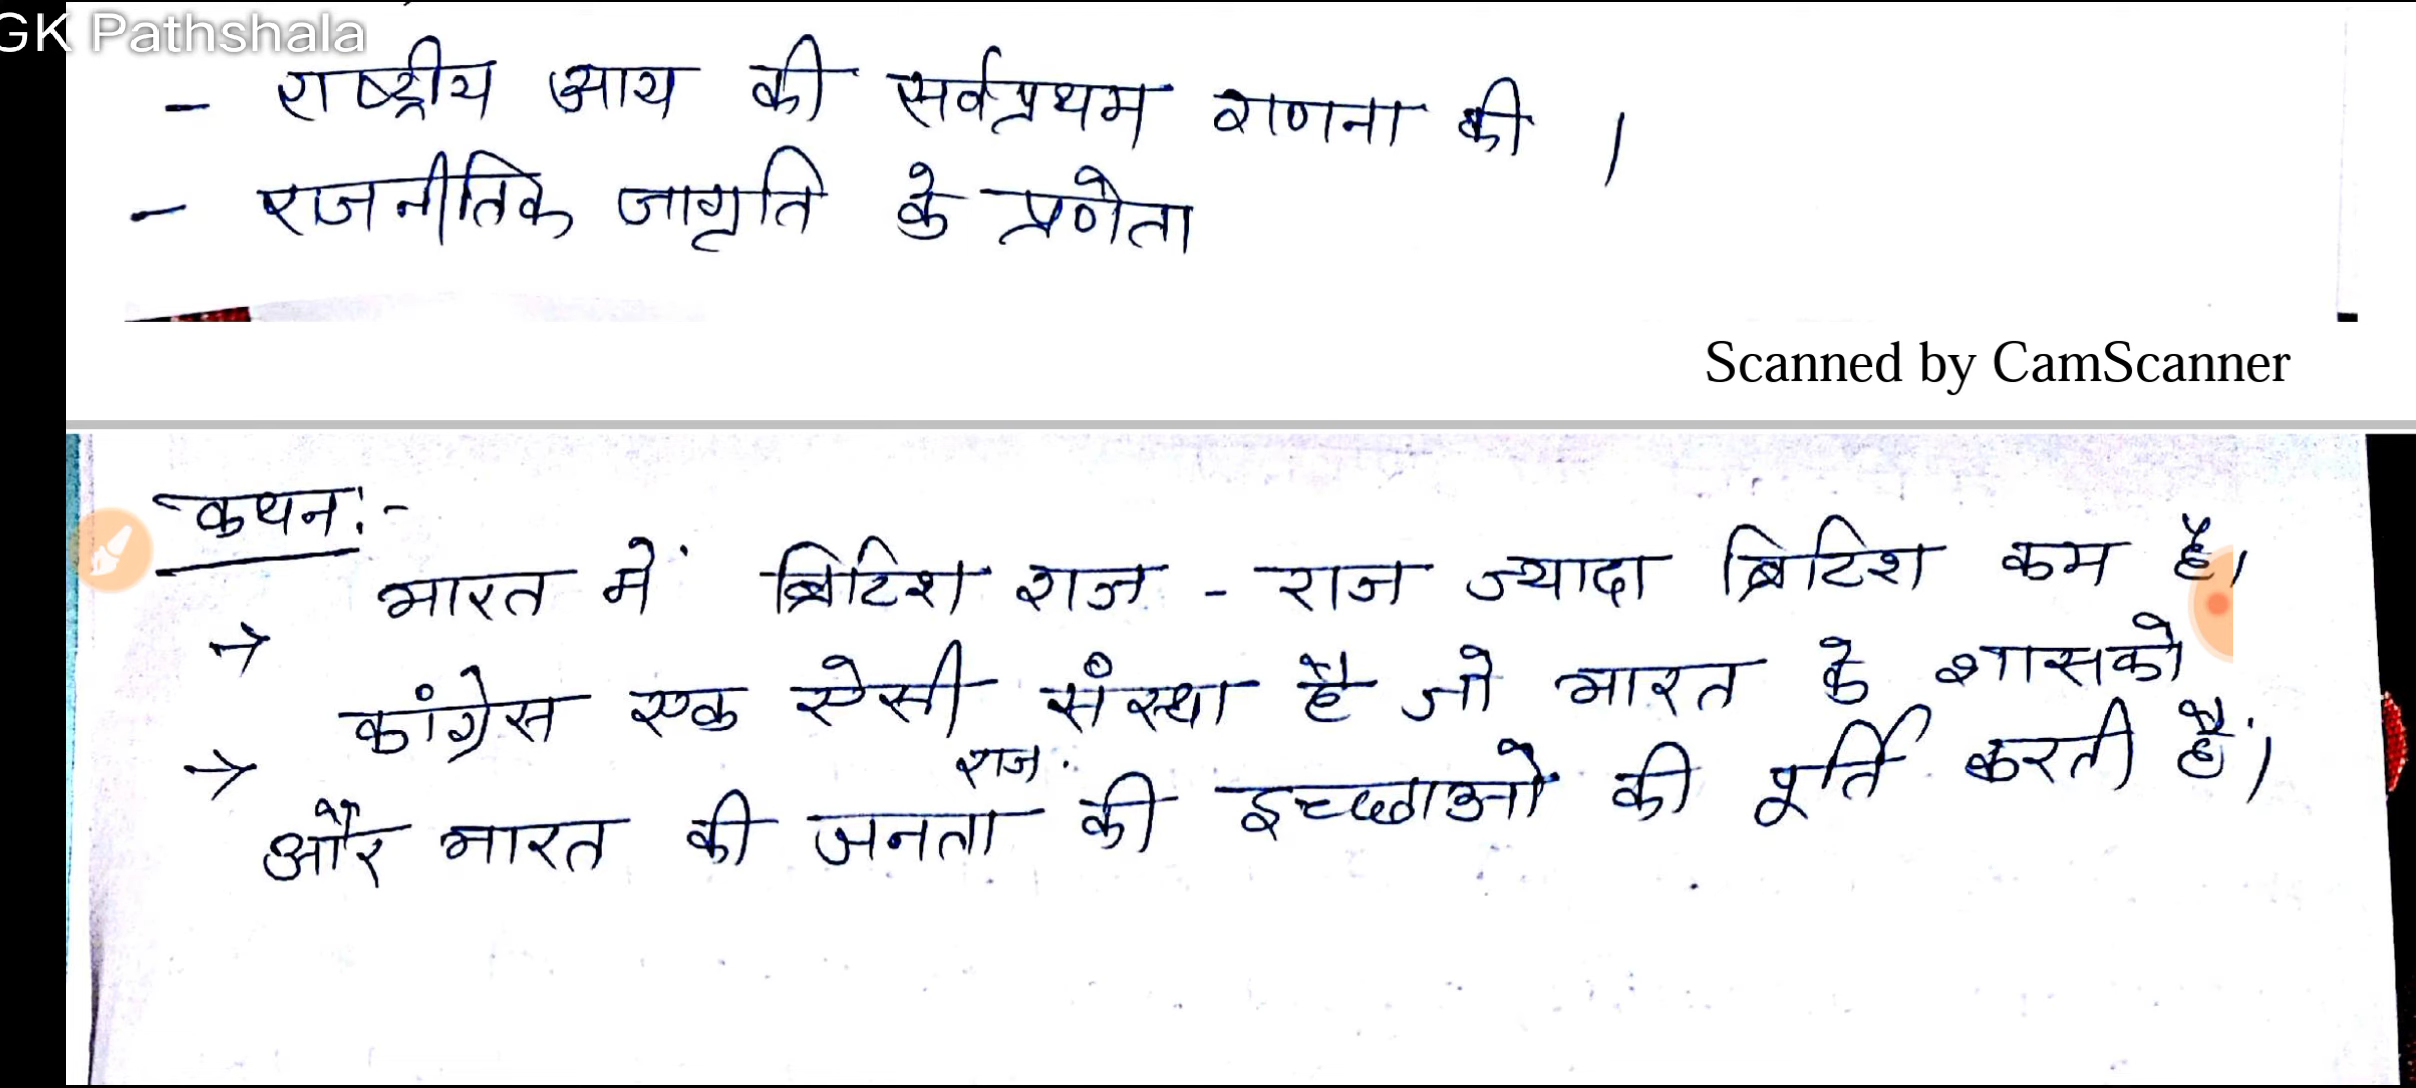 GK Pathshala
- राष्ट्रीय आय की सर्वप्रथम गणना की ।
- राजनीतिक जागृति के प्रणेता
Scanned by CamScanner
कथन:-
→ भारत में ब्रिटिश राज - राज ज्यादा ब्रिटिश कम है।
→ कांग्रेस एक ऐसी संस्था है जो भारत के शासको
राज.
और भारत की जनता की इच्छाओ की पूर्ति करती हैं।